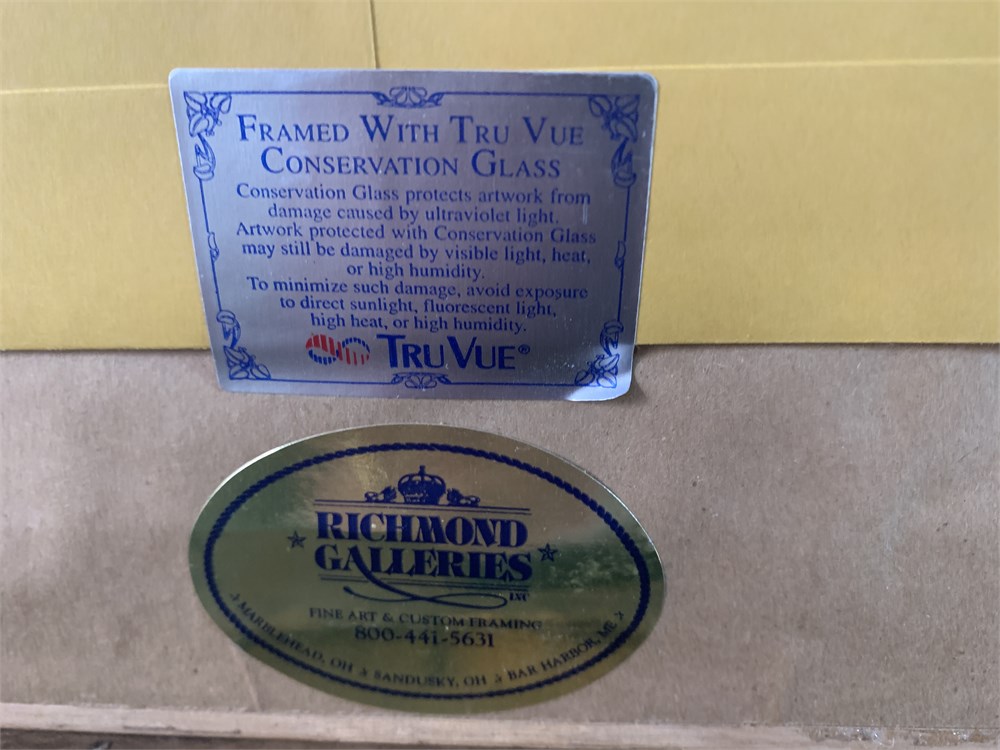 FRAMED WITH TRU VUE
CONSERVATION GLASS
Conservation Glass protects artwork from
damage caused by ultraviolet light.
Artwork protected with Conservation Glass
may still be damaged by visible light, heat,
or high humidity.
To minimize such damage, avoid exposure
to direct sunlight, fluorescent light,
high heat, or high humidity.
TRU VUE®
RICHMOND
GALLERIES
INC
FINE ART & CUSTOM FRAMING
800-441-5631
MARBLEHEAD, OH SANDUSKY, OH BAR HARBOR, ME